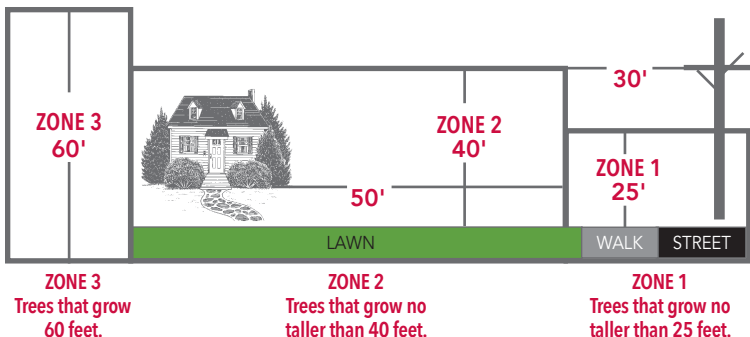 ZONE 3
60'
ZONE 2
40'
50'
30'
ZONE 1
25'
LAWN
WALK
STREET
ZONE 3
Trees that grow
60 feet.
ZONE 2
Trees that grow no
taller than 40 feet.
ZONE 1
Trees that grow no
taller than 25 feet.